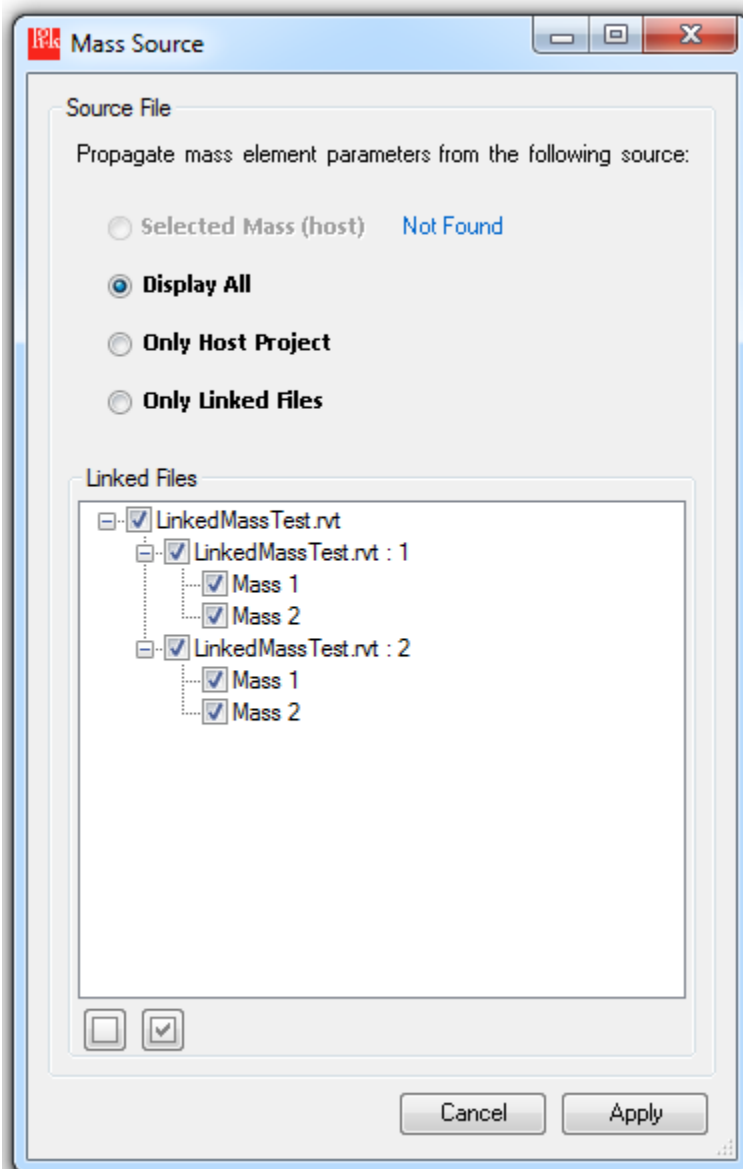 Mass Source
Source File
Propagate mass element parameters from the following source:
Selected Mass (host) Not Found
Display All
Only Host Project
Only Linked Files
Linked Files
LinkedMassTest.rvt
LinkedMassTest.rvt : 1
Mass 1
Mass 2
LinkedMassTest.rvt : 2
Mass 1
Mass 2
Cancel Apply